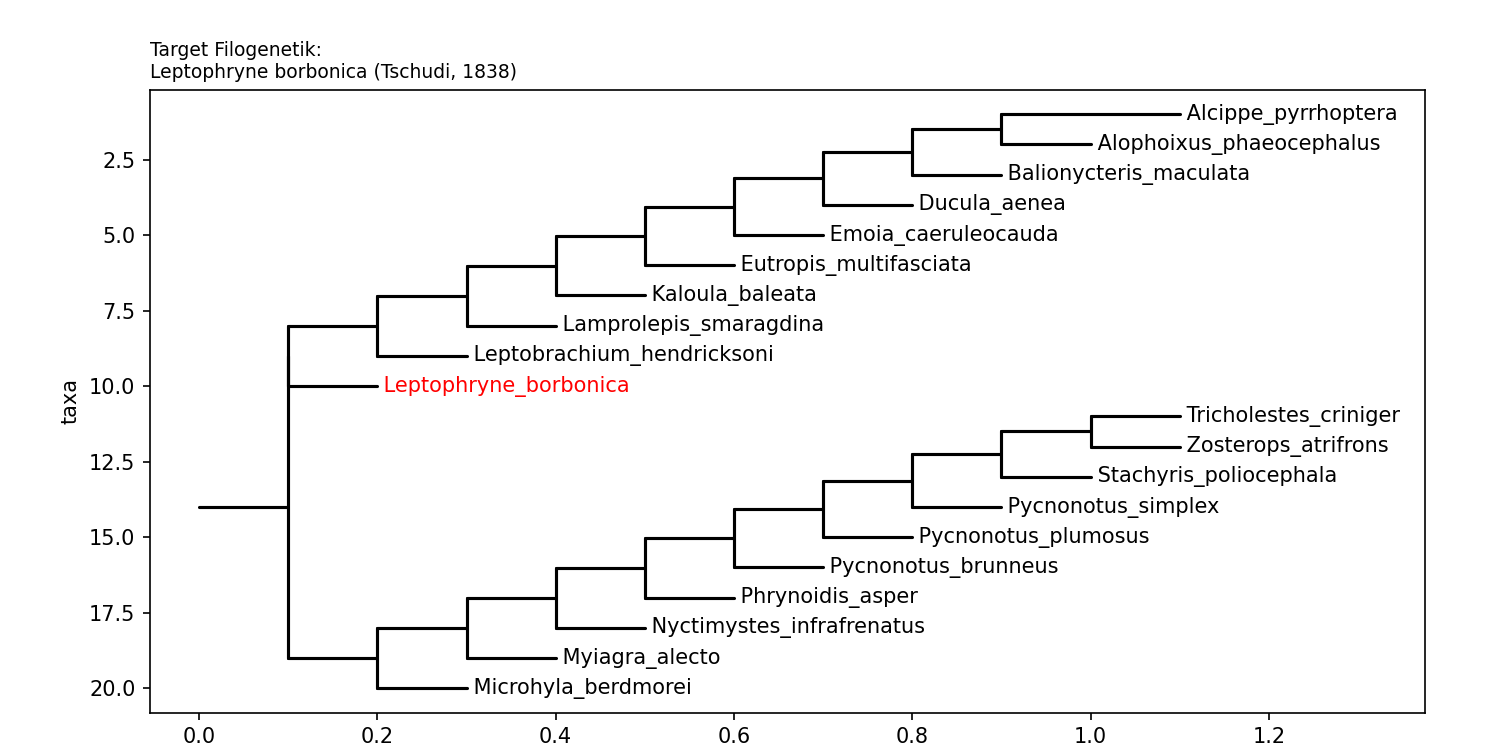 Target Filogenetik:
Leptophryne borbonica (Tschudi, 1838)
Alcippe_pyrrhoptera
Alophoixus_phaeocephalus
2.5
Balionycteris_maculata
Ducula_aenea
5.0
Emoia_caeruleocauda
Eutropis_multifasciata
Kaloula_baleata
7.5
Lamprolepis_smaragdina
Leptobrachium_hendricksoni
10.0
Leptophryne_borbonica
taxa
Tricholestes_criniger
Zosterops_atrifrons
12.5
Stachyris_poliocephala
Pycnonotus_simplex
15.0
Pycnonotus_plumosus
Pycnonotus_brunneus
Phrynoidis_asper
17.5
Nyctimystes_infrafrenatus
Myiagra_alecto
20.0
Microhyla_berdmorei
0.0 0.2 0.4 0.6 0.8 1.0 1.2